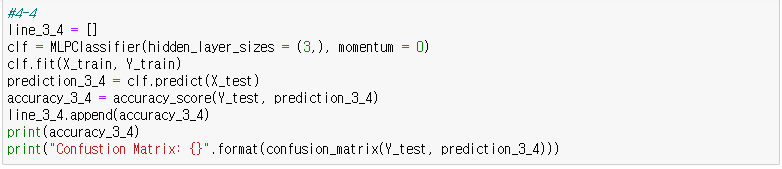 #4-4
line_3_4 = []
clf = MLPClassifier(hidden_layer_sizes = (3,), momentum = 0)
clf.fit(X_train, Y_train)
prediction_3_4 = clf.predict(X_test)
accuracy_3_4 = accuracy_score(Y_test, prediction_3_4)
line_3_4.append(accuracy_3_4)
print(accuracy_3_4)
print("Confustion Matrix: {}".format(confusion_matrix(Y_test, prediction_3_4)))